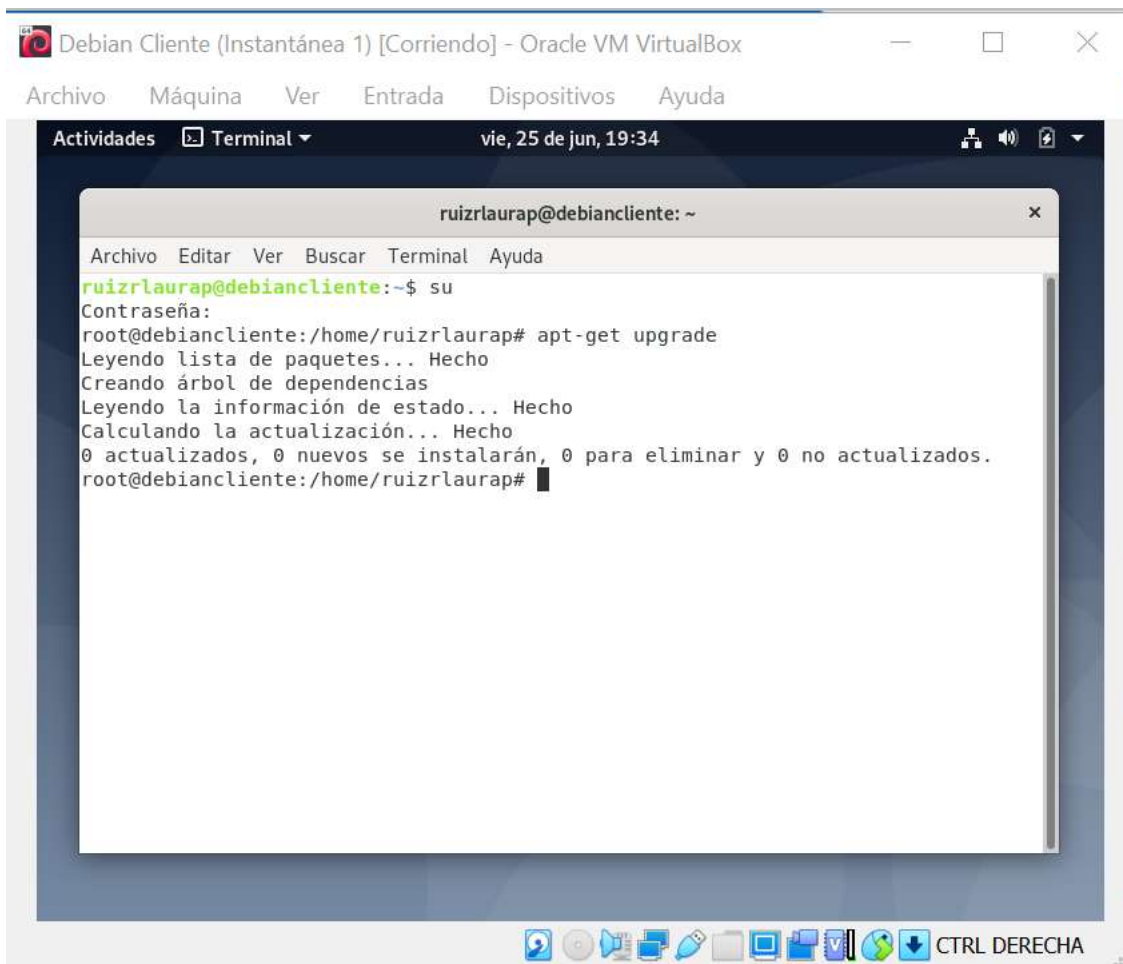 64
Debian Cliente (Instantánea 1) [Corriendo] - Oracle VM VirtualBox
Archivo Máquina Ver Entrada Dispositivos Ayuda
Actividades Terminal vie, 25 de jun, 19:34
ruizrlaurap@debiancliente: ~
Archivo Editar Ver Buscar Terminal Ayuda
ruizrlaurap@debiancliente:~$ su
Contraseña:
root@debiancliente:/home/ruizrlaurap# apt-get upgrade
Leyendo lista de paquetes... Hecho
Creando árbol de dependencias
Leyendo la información de estado... Hecho
Calculando la actualización... Hecho
0 actualizados, 0 nuevos se instalarán, 0 para eliminar y 0 no actualizados.
root@debiancliente:/home/ruizrlaurap#
CTRL DERECHA